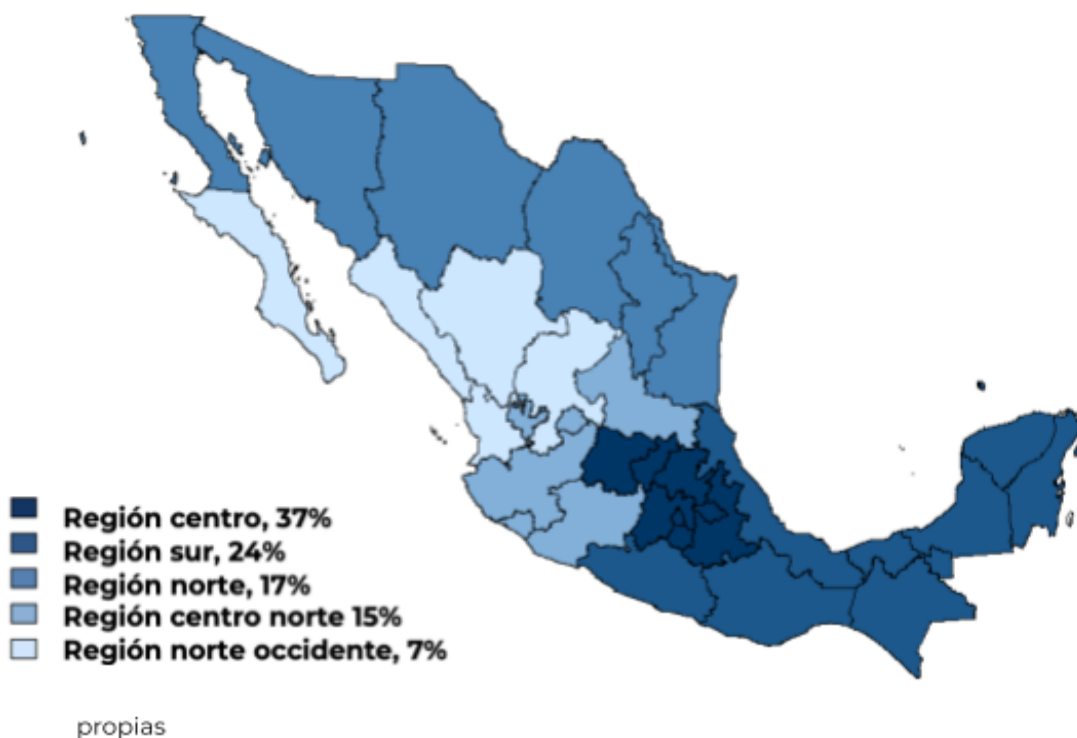 Región centro, 37%
Región sur, 24%
Región norte, 17%
Región centro norte 15%
Región norte occidente, 7%
propias